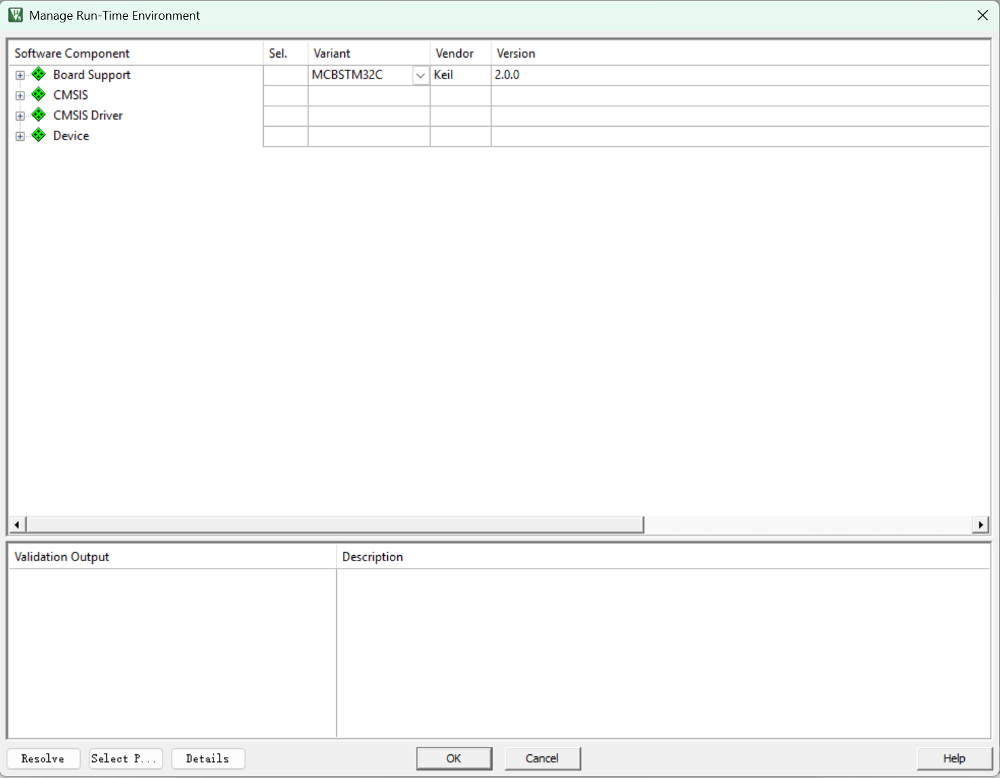 Manage Run-Time Environment
Software Component Sel. Variant Vendor Version
Board Support MCBSTM32C Keil 2.0.0
CMSIS
CMSIS Driver
Device
Validation Output Description
Resolve Select P... Details OK Cancel Help